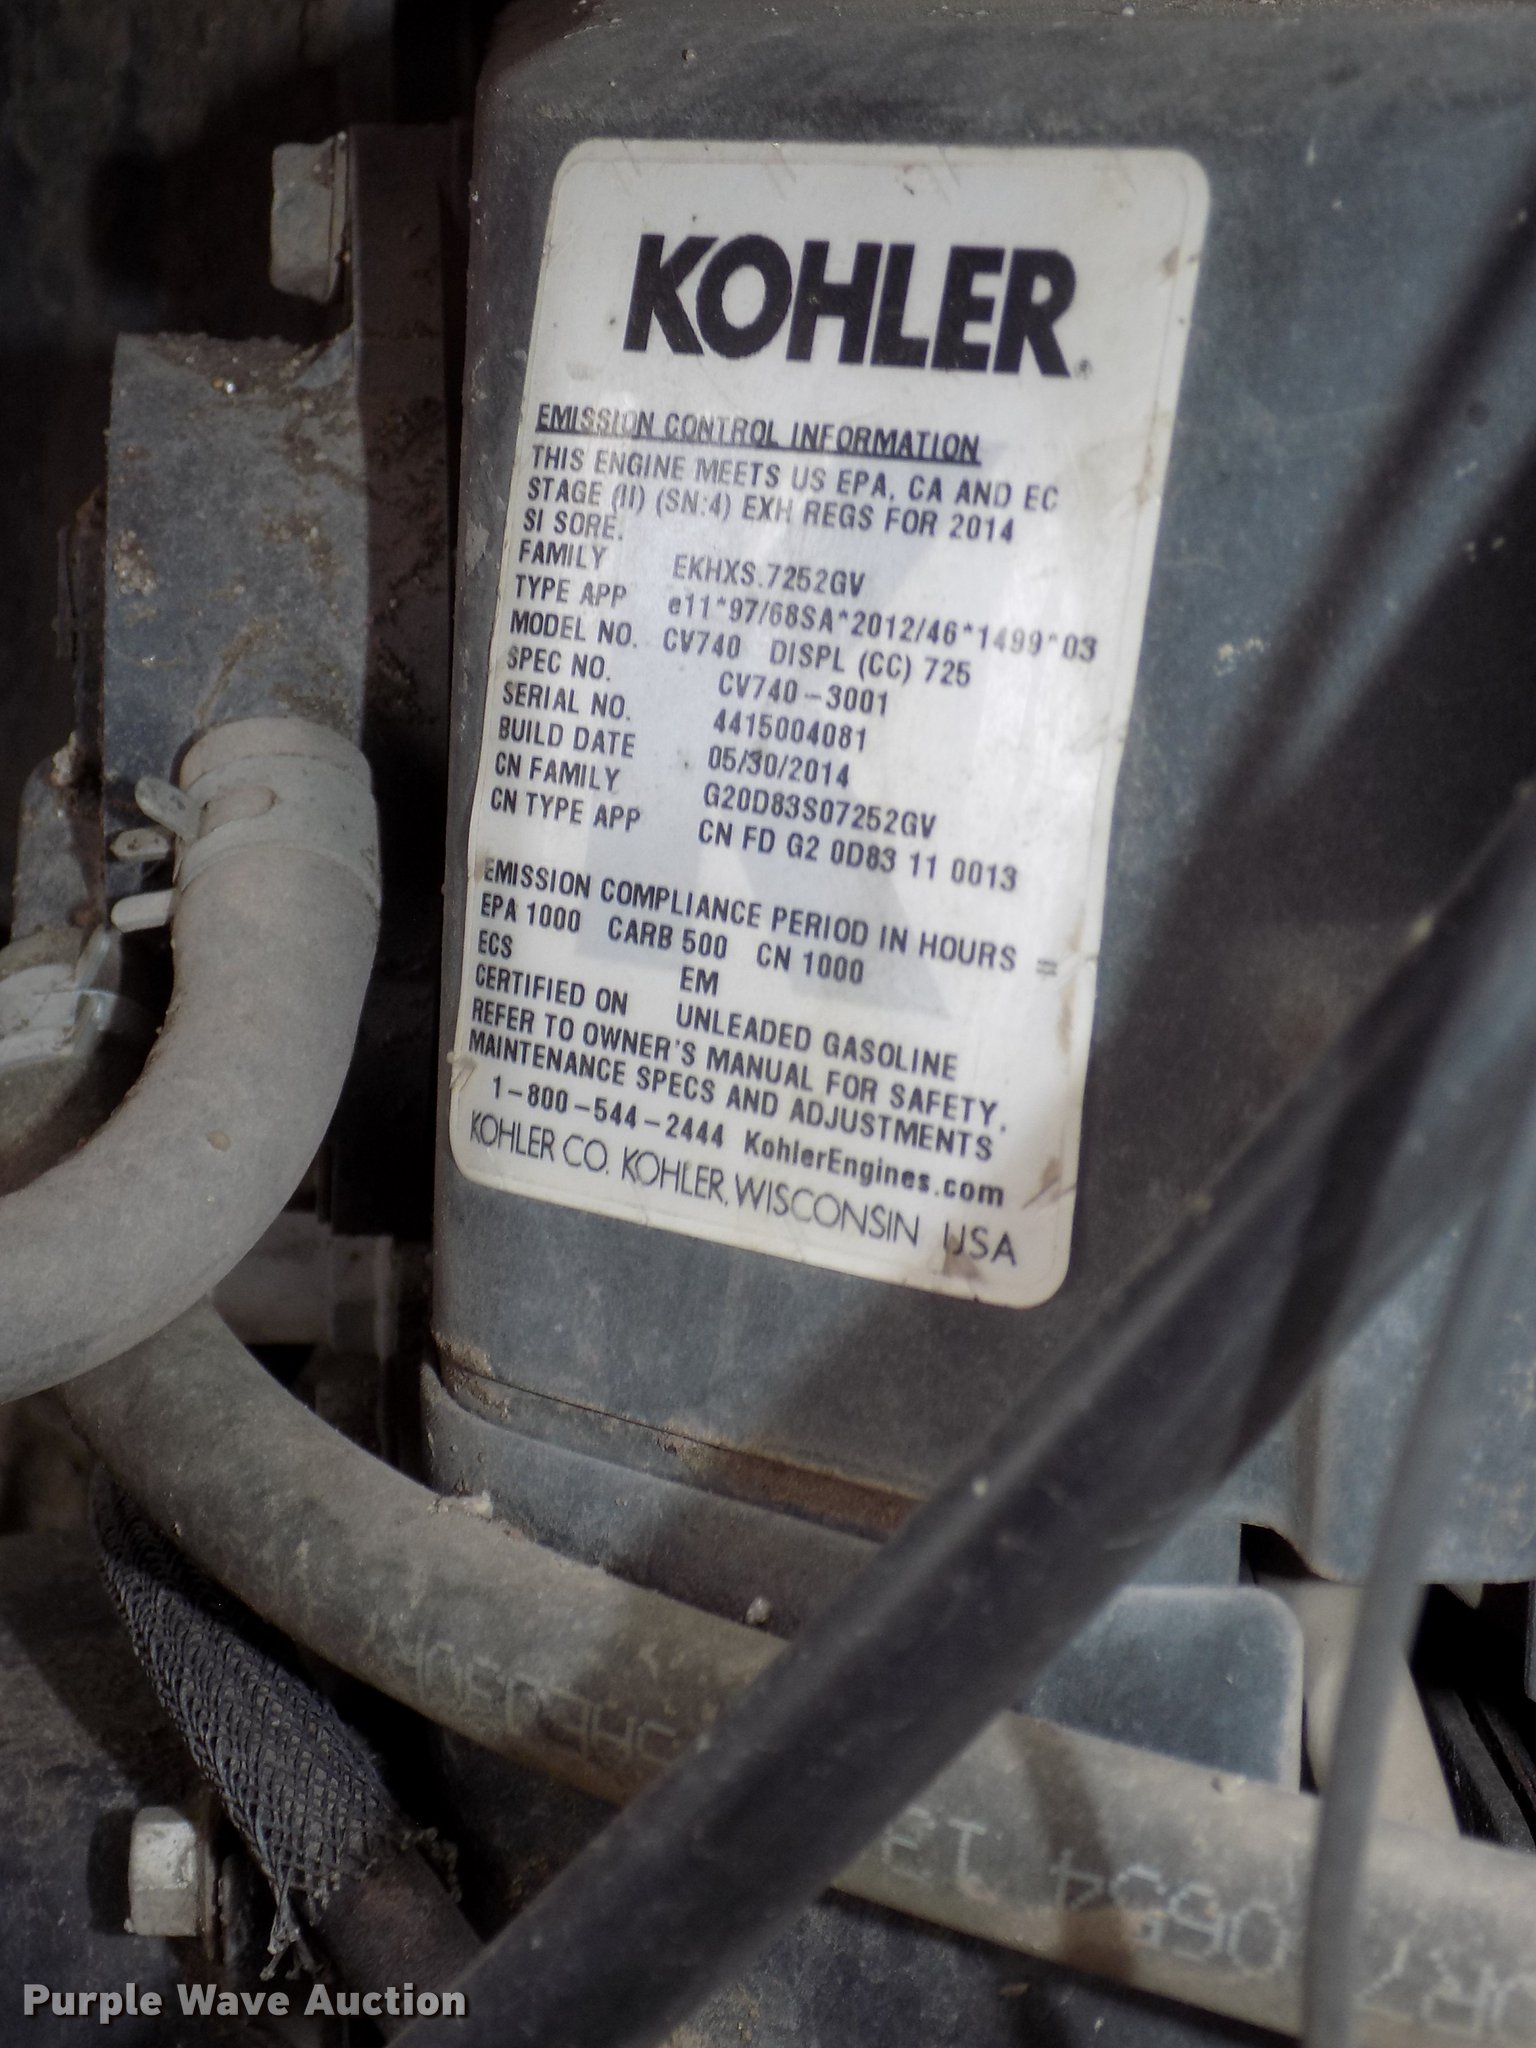 KOHLER®
EMISSION CONTROL INFORMATION
THIS ENGINE MEETS US EPA, CA AND EC
STAGE (II) (SN:4) EXH REGS FOR 2014
SI SORE.
FAMILY EKHXS.7252GV
TYPE APP e11*97/68SA*2012/46*1499*03
MODEL NO. CV740 DISPL (CC) 725
SPEC NO. CV740-3001
SERIAL NO. 4415004081
BUILD DATE 05/30/2014
CN FAMILY G20D83S07252GV
CN TYPE APP CN FD G2 0D83 11 0013
EMISSION COMPLIANCE PERIOD IN HOURS =
EPA 1000 CARB 500 CN 1000
ECS EM
CERTIFIED ON UNLEADED GASOLINE
REFER TO OWNER'S MANUAL FOR SAFETY,
MAINTENANCE SPECS AND ADJUSTMENTS
1-800-544-2444 KohlerEngines.com
KOHLER CO. KOHLER, WISCONSIN USA
Purple Wave Auction